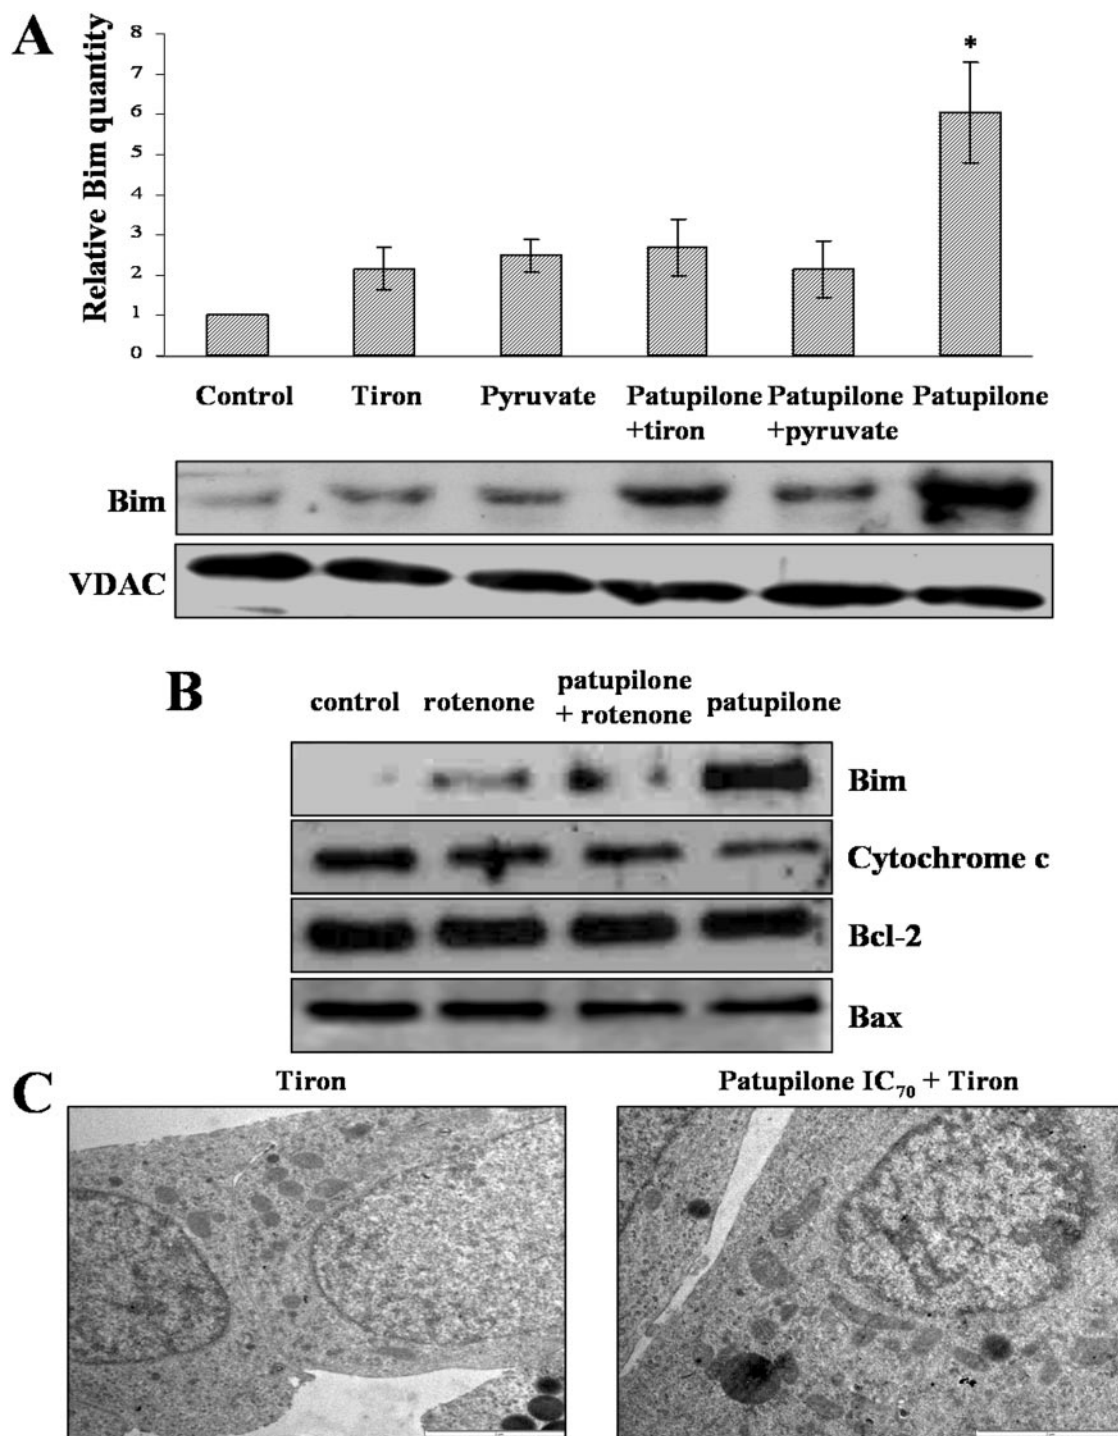 A
Relative Bim quantity
8
7
6
5
4
3
2
1
0
*
Control Tiron Pyruvate Patupilone Patupilone Patupilone
+tiron +pyruvate
Bim
VDAC
B
control rotenone patupilone + rotenone patupilone
Bim
Cytochrome c
Bcl-2
Bax
C
Tiron
Patupilone IC₇₀ + Tiron